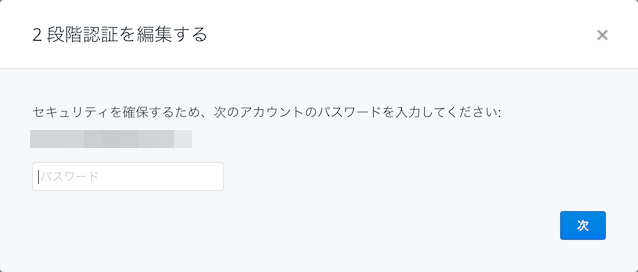 2 段階認証を編集する
セキュリティを確保するため、次のアカウントのパスワードを入力してください:
パスワード
次